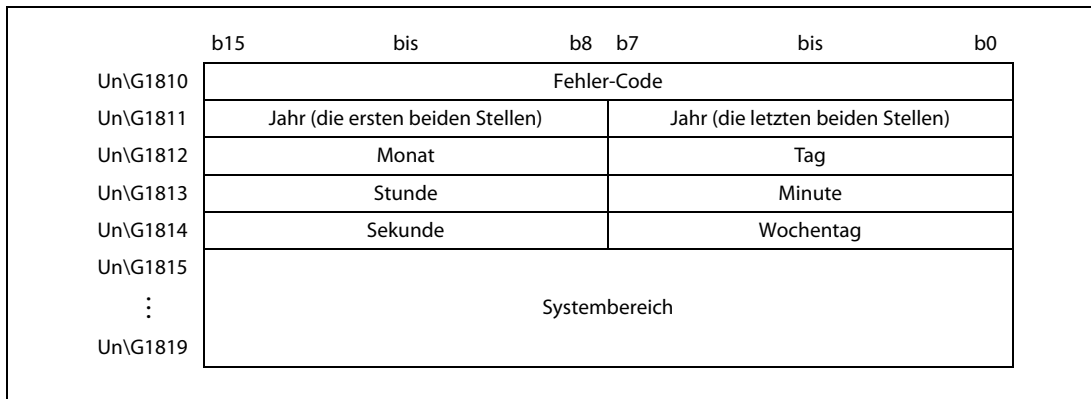 b15 bis b8 b7 bis b0
Un\G1810 Fehler-Code
Un\G1811 Jahr (die ersten beiden Stellen) Jahr (die letzten beiden Stellen)
Un\G1812 Monat Tag
Un\G1813 Stunde Minute
Un\G1814 Sekunde Wochentag
Un\G1815
⋮ Systembereich
Un\G1819